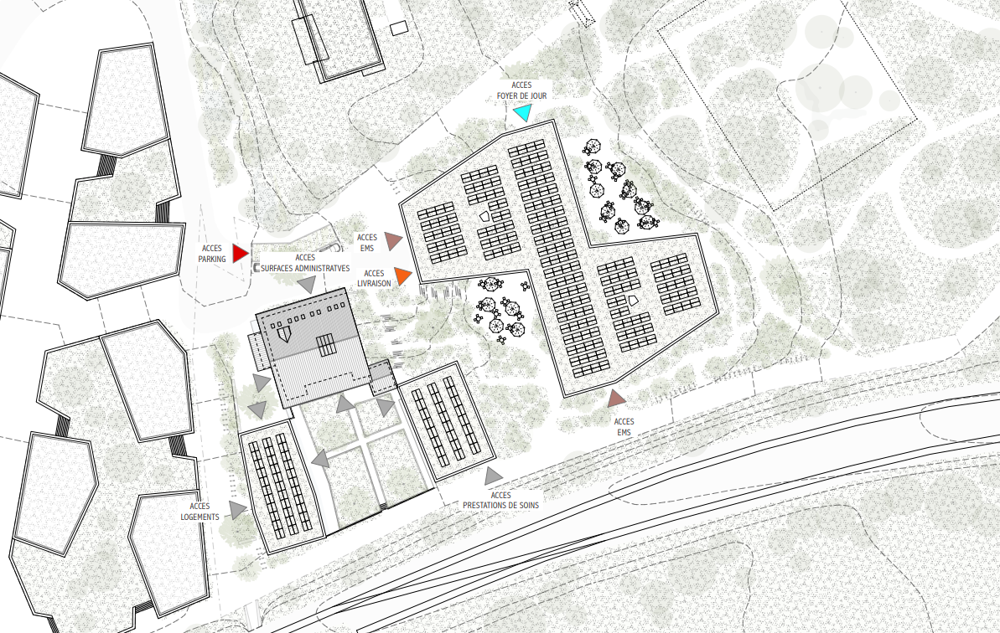 ACCES
FOYER DE JOUR
ACCES
EMS
ACCES
PARKING
ACCES
SURFACES ADMINISTRATVES
ACCES
LIVRAISON
ACCES
EMS
ACCES
PRESTATIONS DE SOINS
ACCES
LOGEMENTS